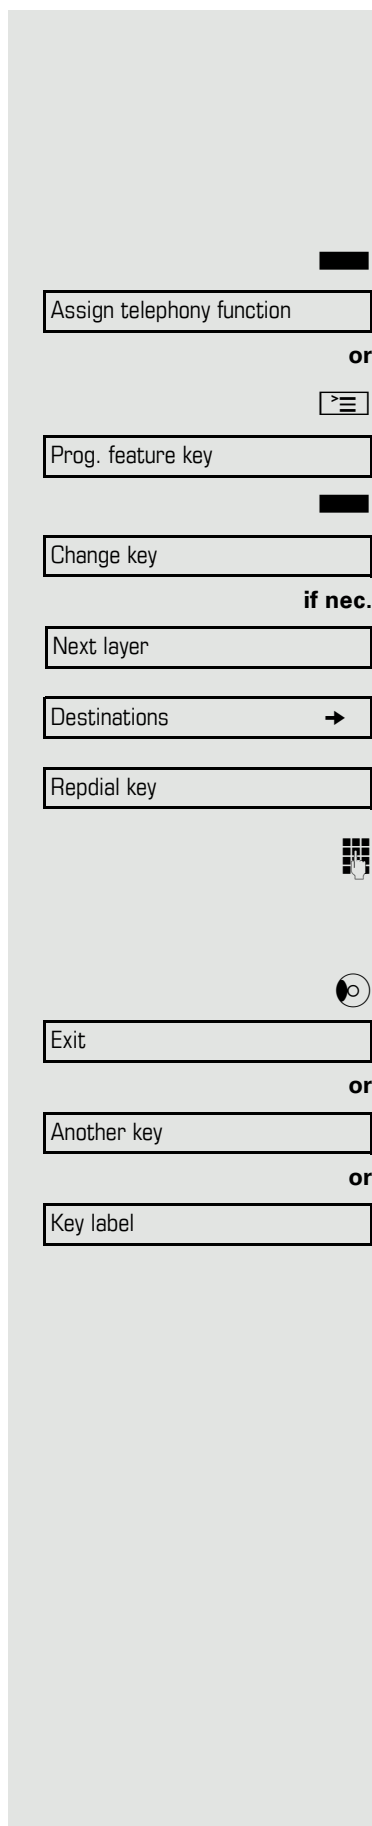 Assign telephony function
or
Prog. feature key
Change key
if nec.
Next layer
Destinations
Repdial key
Exit
or
Another key
or
Key label